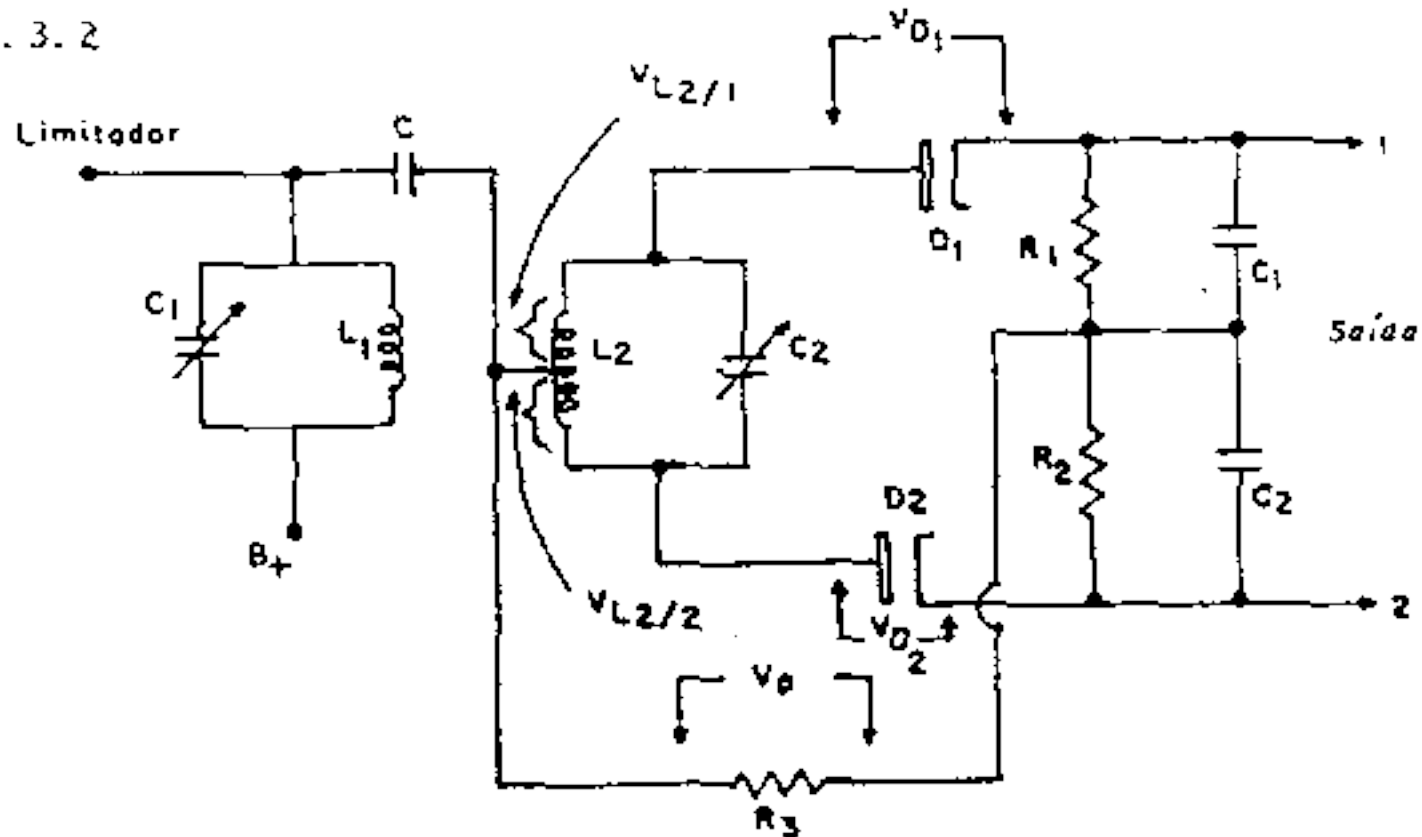 . 3. 2
VD1
VL2/1
Limitador
C
D1
R1
C1
C1
L1
L2
C2
Saída
R2
C2
D2
B+
VL2/2
VD2
Vp
R3
1
2